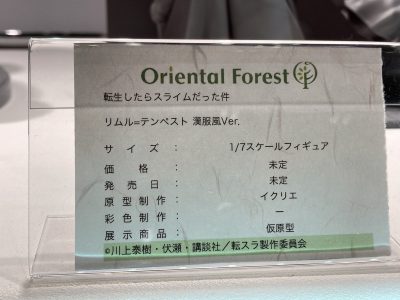 Oriental Forest
転生したらスライムだった件
リムル=テンペスト 漢服風Ver.
サイズ : 1/7スケールフィギュア
価格 : 未定
発売日 : 未定
原型制作 : イクリエ
彩色制作 : ー
展示商品 : 仮原型
©川上泰樹・伏瀬・講談社／転スラ製作委員会